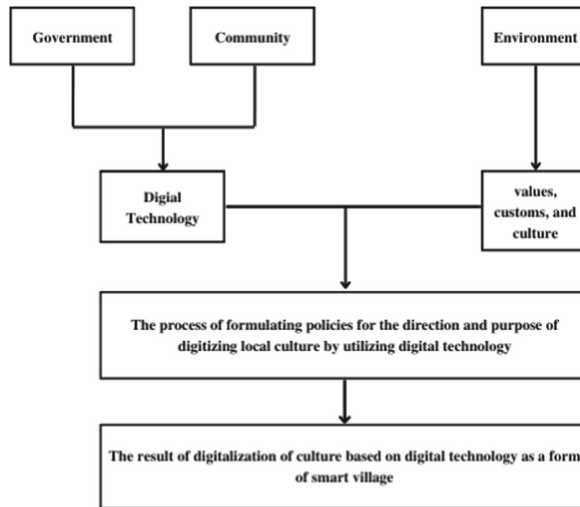 Government
Community
Environment
Digial
Technology
values,
customs, and
culture
The process of formulating policies for the direction and purpose of
digitizing local culture by utilizing digital technology
The result of digitalization of culture based on digital technology as a form
of smart village